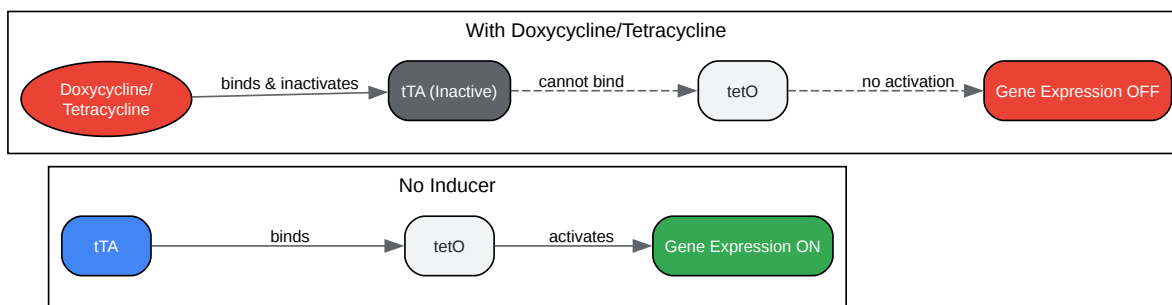 With Doxycycline/Tetracycline
Doxycycline/
Tetracycline
binds & inactivates
tTA (Inactive)
cannot bind
tetO
no activation
Gene Expression OFF
No Inducer
tTA
binds
tetO
activates
Gene Expression ON